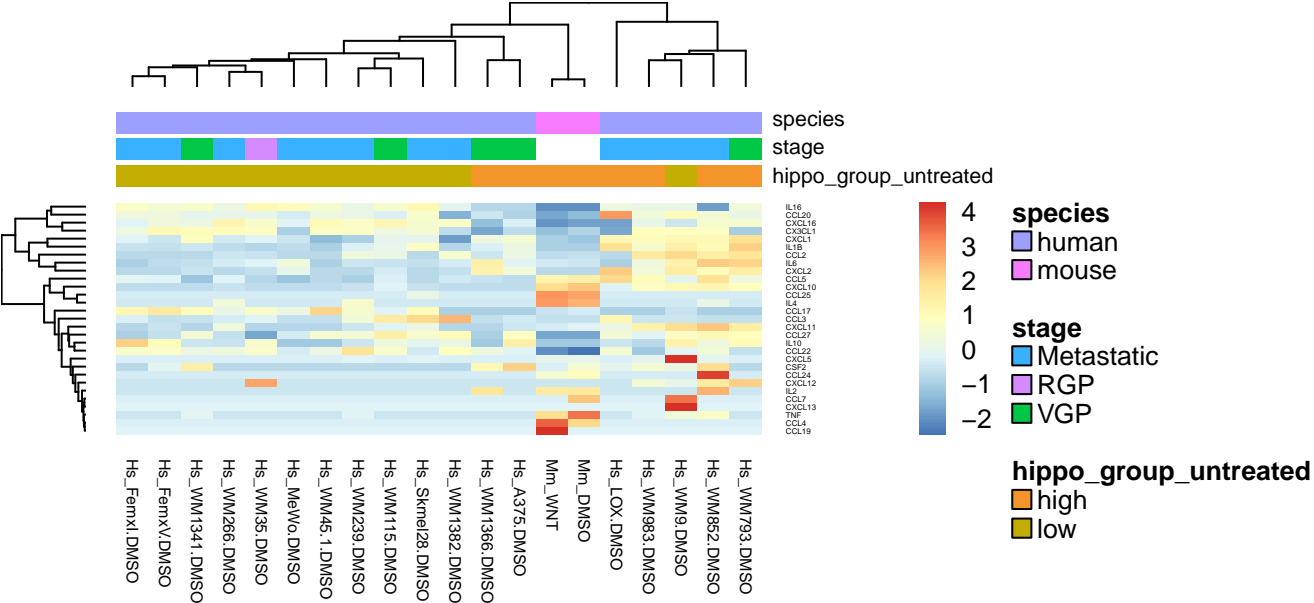 species
stage
hippo_group_untreated
IL16
CCL20
CXCL16
CX3CL1
CXCL1
IL1B
CCL2
IL6
CXCL2
CCL5
CXCL10
CCL25
IL4
CCL17
CCL3
CXCL11
CCL27
IL10
CCL22
CXCL5
CSF2
CCL24
CXCL12
IL2
CCL7
CXCL13
TNF
CCL4
CCL19
Hs_FemxI.DMSO
Hs_FemxV.DMSO
Hs_WM1341.DMSO
Hs_WM266.DMSO
Hs_WM35.DMSO
Hs_MeWo.DMSO
Hs_WM45.1.DMSO
Hs_WM239.DMSO
Hs_WM115.DMSO
Hs_Skmel28.DMSO
Hs_WM1382.DMSO
Hs_WM1366.DMSO
Hs_A375.DMSO
Mm_WNT
Mm_DMSO
Hs_LOX.DMSO
Hs_WM983.DMSO
Hs_WM9.DMSO
Hs_WM852.DMSO
Hs_WM793.DMSO
4
3
2
1
0
−1
−2
species
human
mouse
stage
Metastatic
RGP
VGP
hippo_group_untreated
high
low